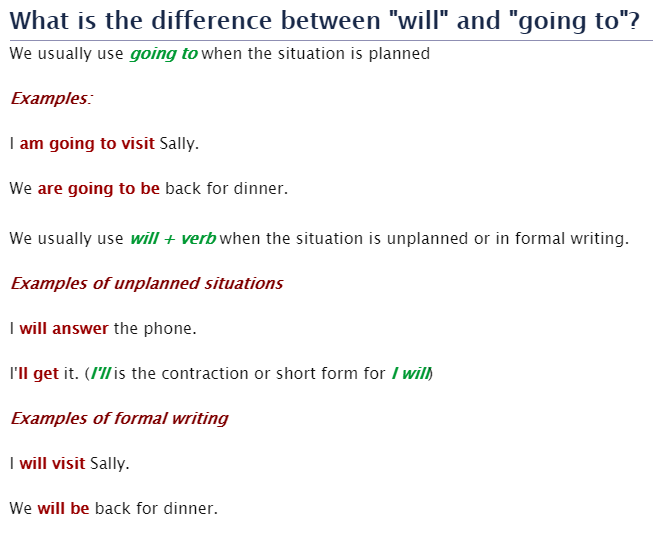 What is the difference between "will" and "going to"?
We usually use going to when the situation is planned
Examples:
I am going to visit Sally.
We are going to be back for dinner.
We usually use will + verb when the situation is unplanned or in formal writing.
Examples of unplanned situations
I will answer the phone.
I'll get it. (I'll is the contraction or short form for I will)
Examples of formal writing
I will visit Sally.
We will be back for dinner.